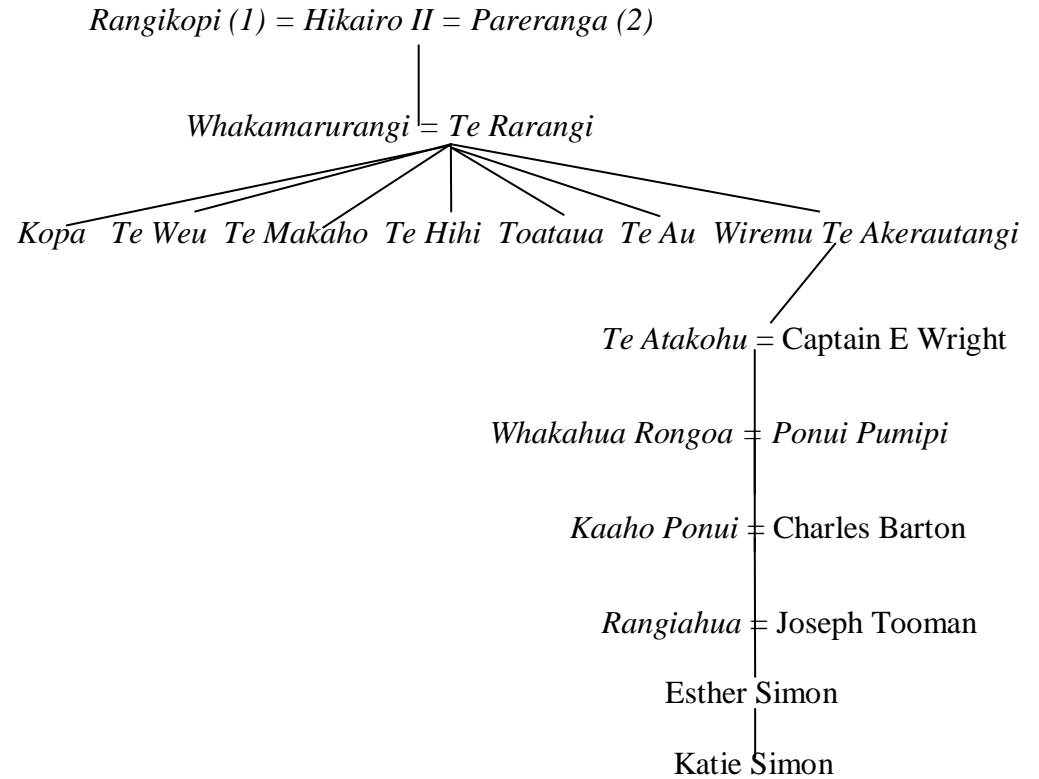 Rangikopi (1) = Hikairo II = Pareranga (2)
Whakamarurangi = Te Rarangi
Kopa Te Weu Te Makaho Te Hihi Toataua Te Au Wiremu Te Akerautangi
Te Atakohu = Captain E Wright
Whakahua Rongoa = Ponui Pumipi
Kaaho Ponui = Charles Barton
Rangiahua = Joseph Tooman
Esther Simon
Katie Simon